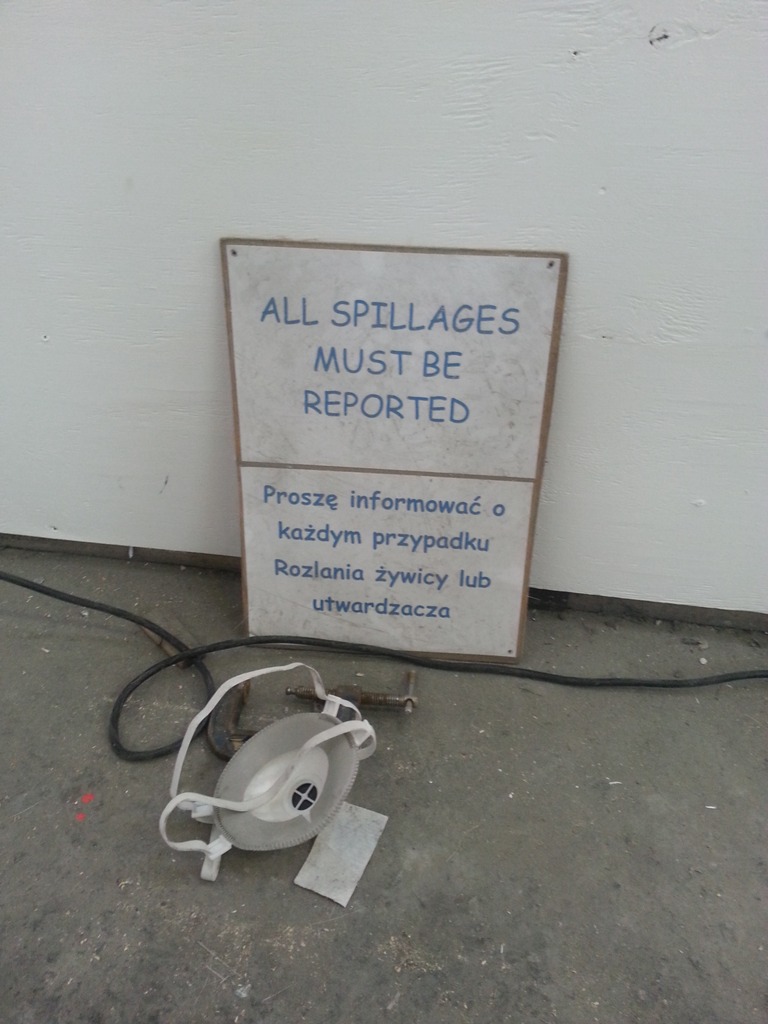 ALL SPILLAGES
MUST BE
REPORTED
Proszę informować o
każdym przypadku
Rozlania żywicy lub
utwardzacza